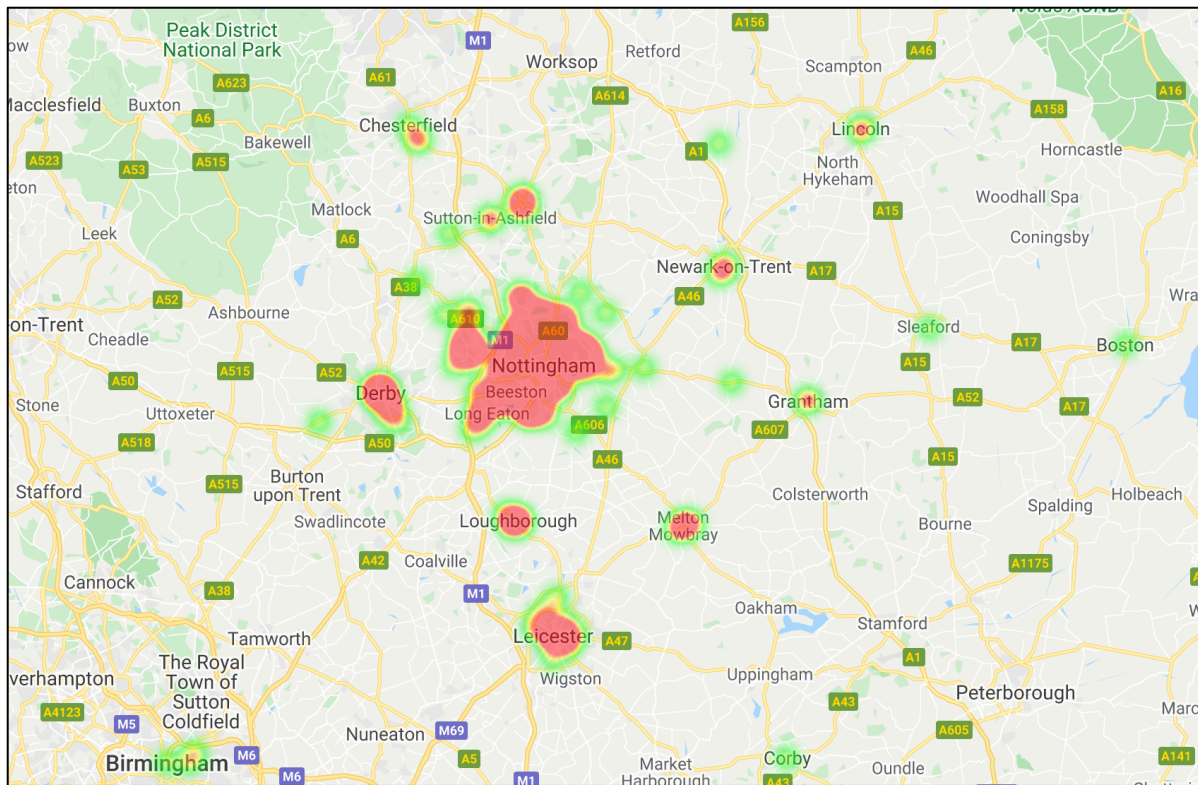 Wolds AONB
Peak District
National Park
A156
M1
A46
Retford
Worksop
Scampton
A61
A623
A16
A614
Macclesfield
Buxton
A158
A6
Chesterfield
Lincoln
Bakewell
A1
Horncastle
A523
A53
A515
North
Hykeham
Woodhall Spa
Matlock
Sutton-in-Ashfield
A15
Leek
A6
Coningsby
Newark-on-Trent
A17
A38
A46
A52
Ashbourne
A610
A60
Sleaford
-on-Trent
Cheadle
M1
A17
Boston
A15
Nottingham
A515
A52
A50
Derby
Beeston
Grantham
A52
Stone
Uttoxeter
Long Eaton
A17
A606
A607
A518
A50
A46
A15
Burton
upon Trent
A515
Stafford
Colsterworth
Spalding
Holbeach
Swadlincote
Loughborough
Melton
Mowbray
Bourne
A42
Coalville
A1175
Cannock
A38
M1
Oakham
Stamford
Tamworth
Leicester
A47
A1
The Royal
Town of
Sutton
Coldfield
Uppingham
Wigston
verhampton
Peterborough
A4123
A43
M5
Nuneaton
M69
A605
Birmingham
M6
A5
Corby
A141
Market
Harborough
M6
M1
A43
Oundle